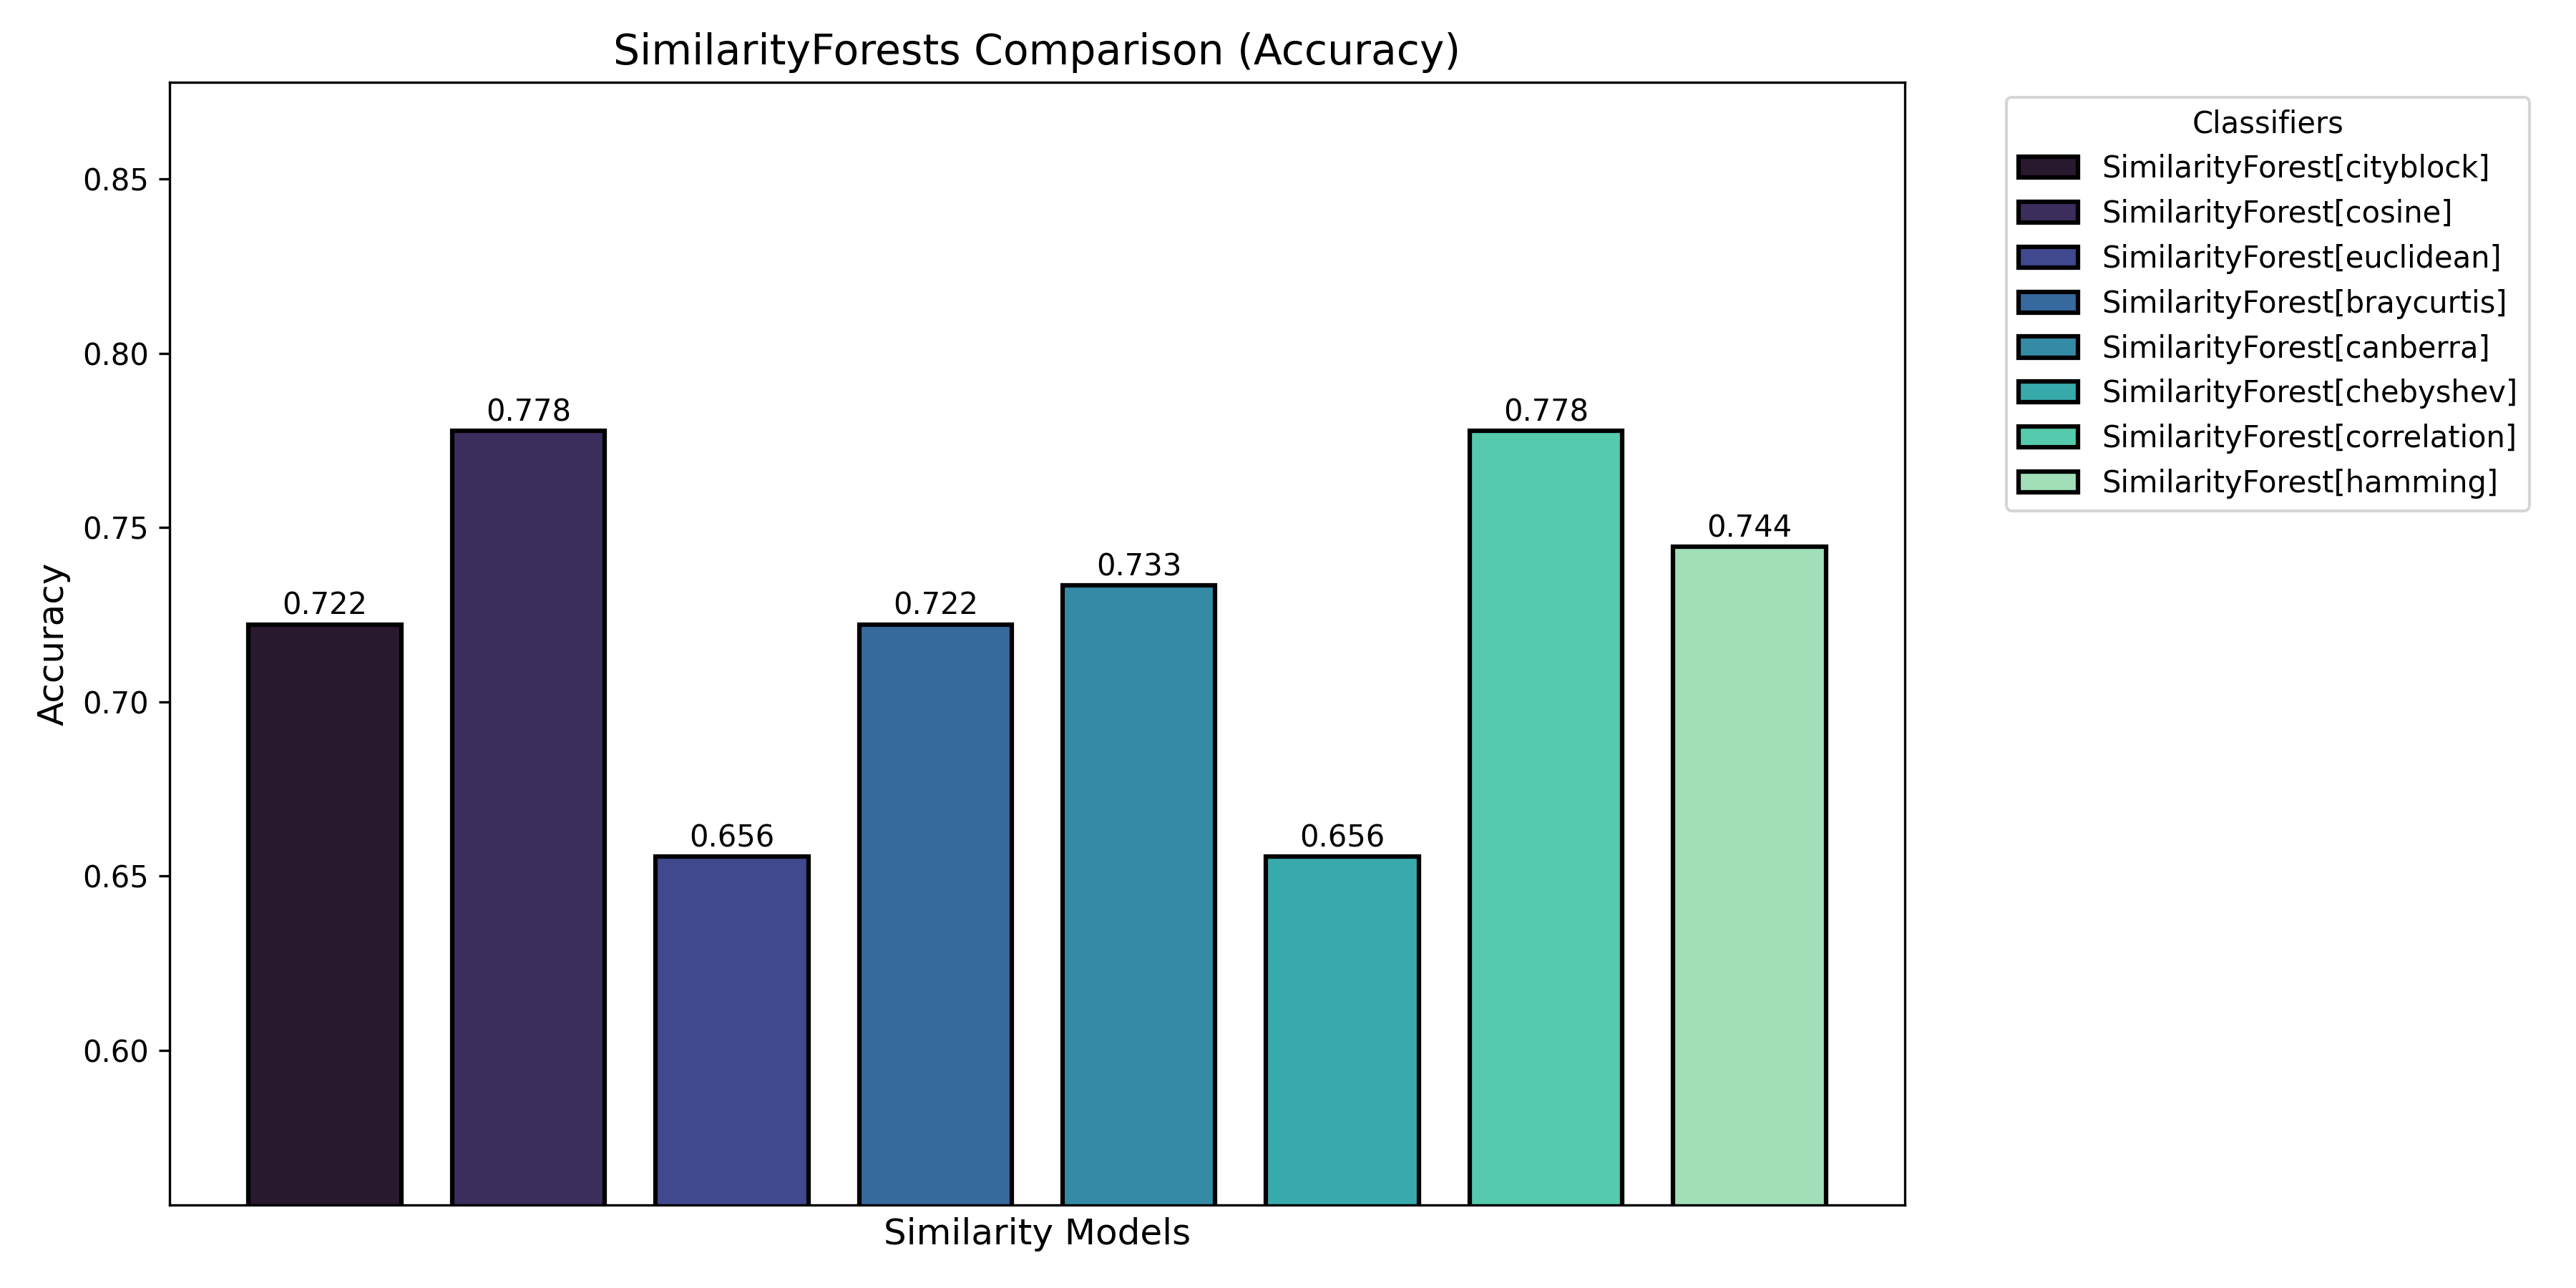 SimilarityForests Comparison (Accuracy)
Accuracy
0.85
0.80
0.75
0.70
0.65
0.60
0.722
0.778
0.656
0.722
0.733
0.656
0.778
0.744
Similarity Models
Classifiers
SimilarityForest[cityblock]
SimilarityForest[cosine]
SimilarityForest[euclidean]
SimilarityForest[braycurtis]
SimilarityForest[canberra]
SimilarityForest[chebyshev]
SimilarityForest[correlation]
SimilarityForest[hamming]